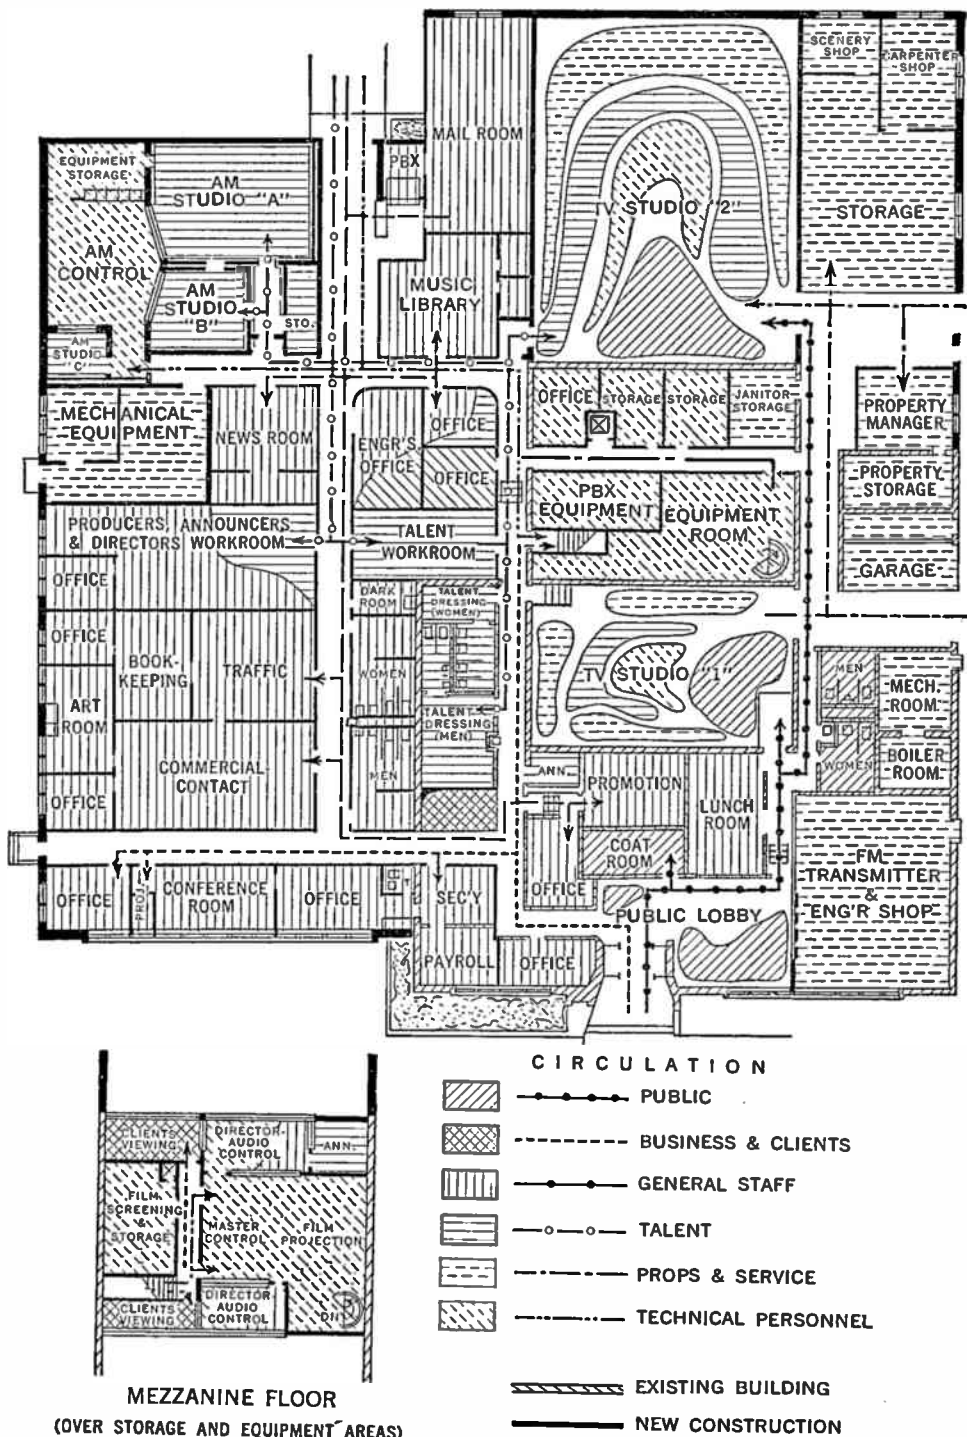 SCENERY
SHOP
CARPENTER
SHOP
MAIL ROOM
PBX
EQUIPMENT
STORAGE
AM
STUDIO "A"
TV STUDIO "2"
STORAGE
AM
CONTROL
AM
STUDIO
"B"
STO.
MUSIC
LIBRARY
AM
STUDIO
"C"
MECHANICAL
EQUIPMENT
NEWS ROOM
ENGR'S
OFFICE
OFFICE
OFFICE
OFFICE
STORAGE
STORAGE
JANITOR
STORAGE
PROPERTY
MANAGER
PROPERTY
STORAGE
GARAGE
PBX
EQUIPMENT
EQUIPMENT
ROOM
PRODUCERS,
& DIRECTORS
ANNOUNCERS
WORKROOM
TALENT
WORKROOM
OFFICE
DARK
ROOM
TALENT
DRESSING
(WOMEN)
OFFICE
BOOK-
KEEPING
TRAFFIC
WOMEN
TV STUDIO "1"
MEN
MECH.
ROOM
ART
ROOM
TALENT
DRESSING
(MEN)
WOMEN
BOILER
ROOM
OFFICE
COMMERCIAL
CONTACT
MEN
ANN.
PROMOTION
LUNCH
ROOM
COAT
ROOM
OFFICE
FM
TRANSMITTER
&
ENG'R SHOP
OFFICE
PROJ.
CONFERENCE
ROOM
OFFICE
SEC'Y
PUBLIC LOBBY
PAYROLL
OFFICE
CIRCULATION
PUBLIC
BUSINESS & CLIENTS
GENERAL STAFF
TALENT
PROPS & SERVICE
TECHNICAL PERSONNEL
EXISTING BUILDING
NEW CONSTRUCTION
CLIENTS
VIEWING
DIRECTOR
AUDIO
CONTROL
ANN.
FILM
SCREENING
&
STORAGE
MASTER
CONTROL
FILM
PROJECTION
CLIENTS
VIEWING
DIRECTOR
AUDIO
CONTROL
DN
MEZZANINE FLOOR
(OVER STORAGE AND EQUIPMENT AREAS)